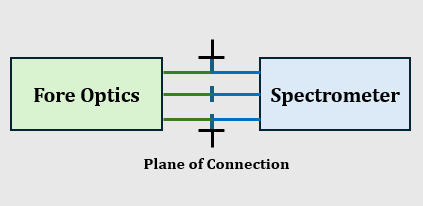 Fore Optics
Spectrometer
Plane of Connection